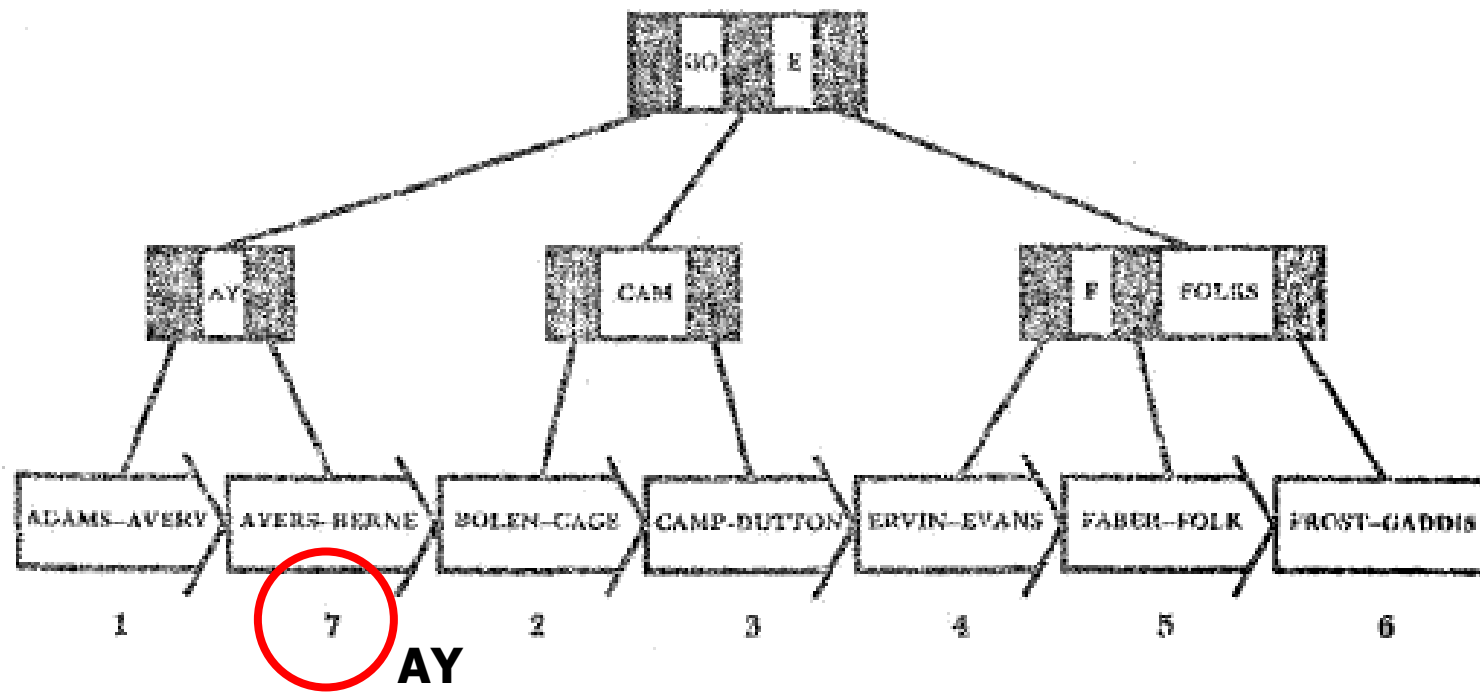 BO E
AY CAM F FOLKS
ADAMS–AVERY AYERS–BERNE BOLEN–CAGE CAMP-DUTTON ERVIN–EVANS FABER–FOLK FROST–GADDIS
1 7 2 3 4 5 6
AY